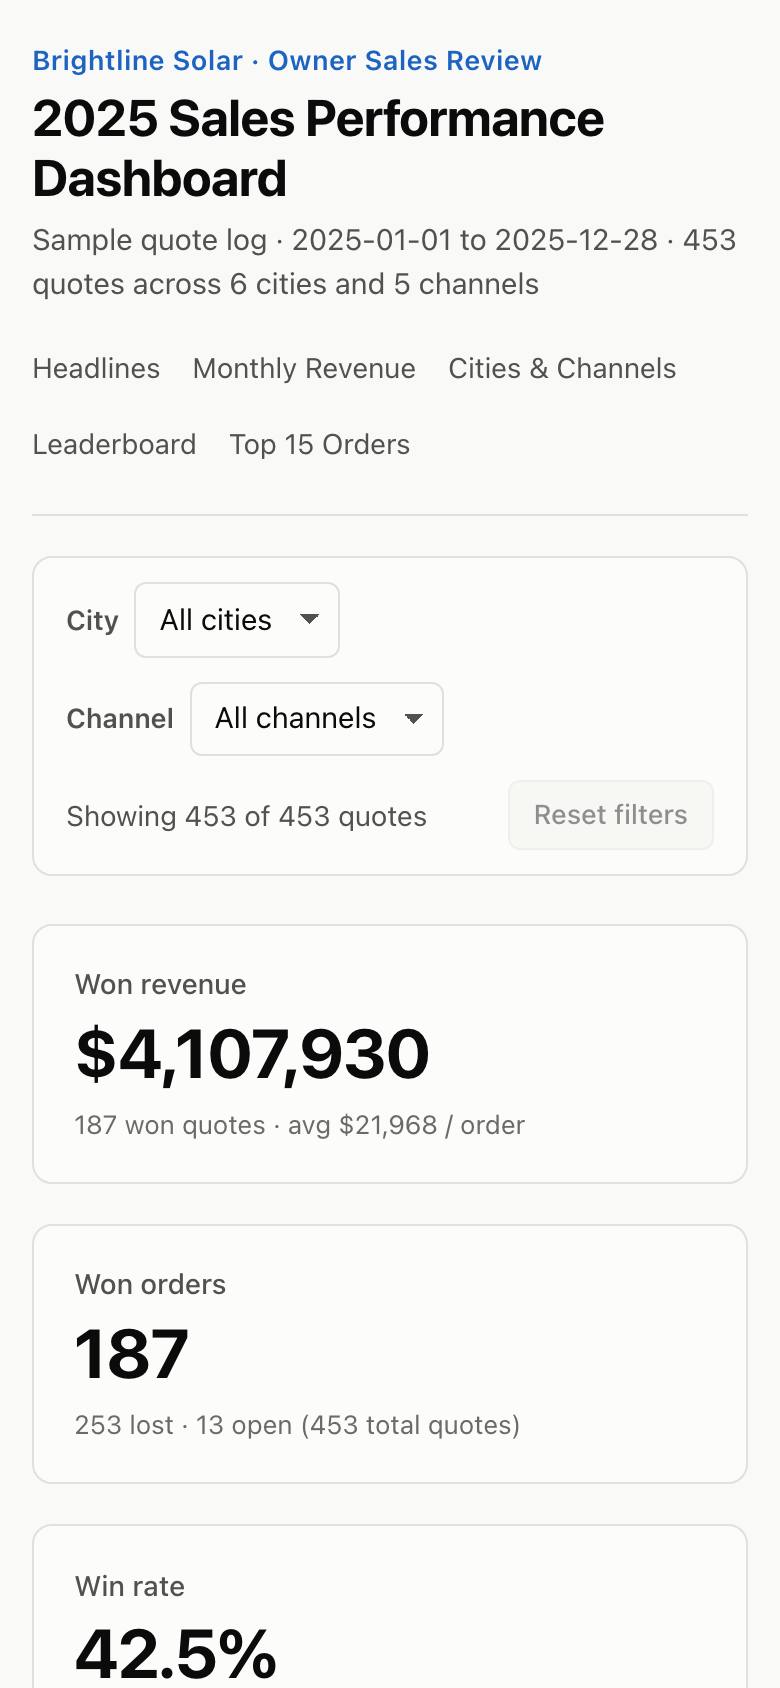 Brightline Solar · Owner Sales Review
2025 Sales Performance
Dashboard
Sample quote log · 2025-01-01 to 2025-12-28 · 453
quotes across 6 cities and 5 channels
Headlines Monthly Revenue Cities & Channels
Leaderboard Top 15 Orders
City All cities
Channel All channels
Showing 453 of 453 quotes Reset filters
Won revenue
$4,107,930
187 won quotes · avg $21,968 / order
Won orders
187
253 lost · 13 open (453 total quotes)
Win rate
42.5%